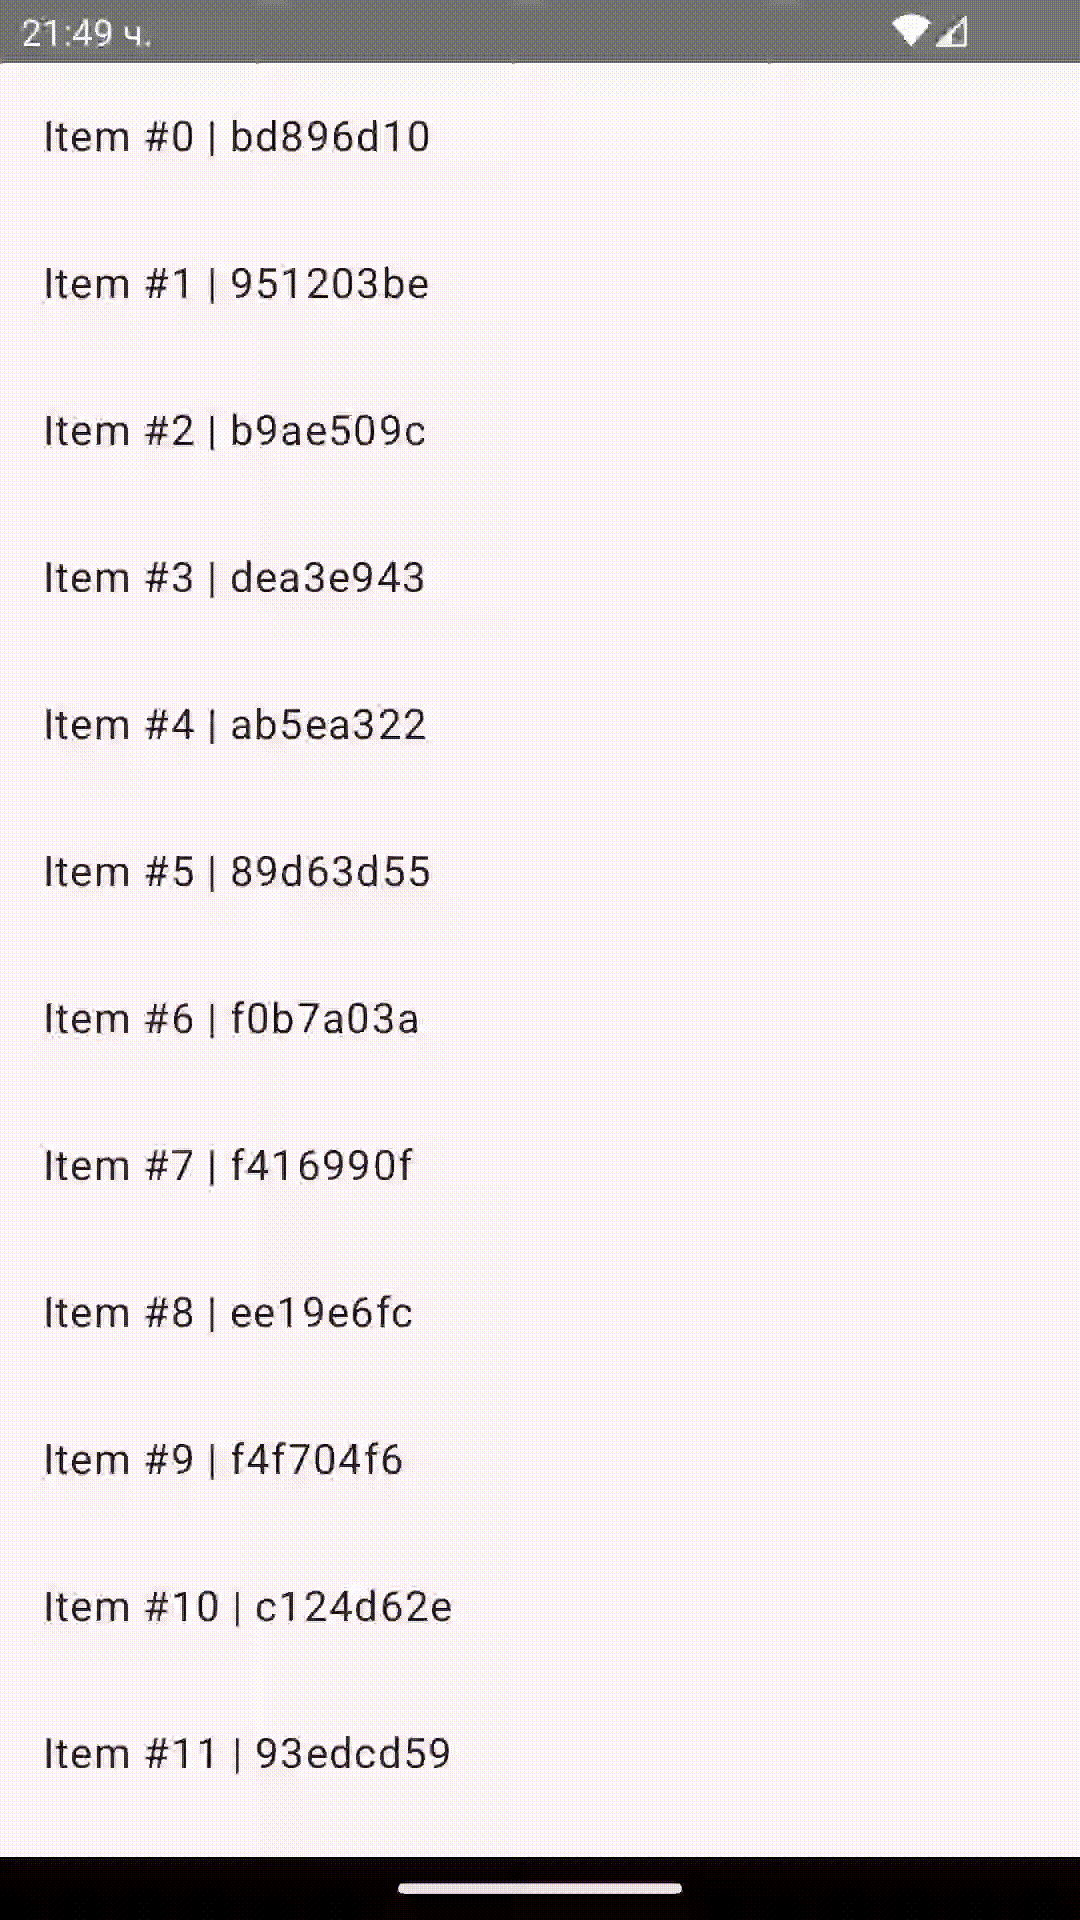 21:49 ч.
Item #0 | bd896d10
Item #1 | 951203be
Item #2 | b9ae509c
Item #3 | dea3e943
Item #4 | ab5ea322
Item #5 | 89d63d55
Item #6 | f0b7a03a
Item #7 | f416990f
Item #8 | ee19e6fc
Item #9 | f4f704f6
Item #10 | c124d62e
Item #11 | 93edcd59